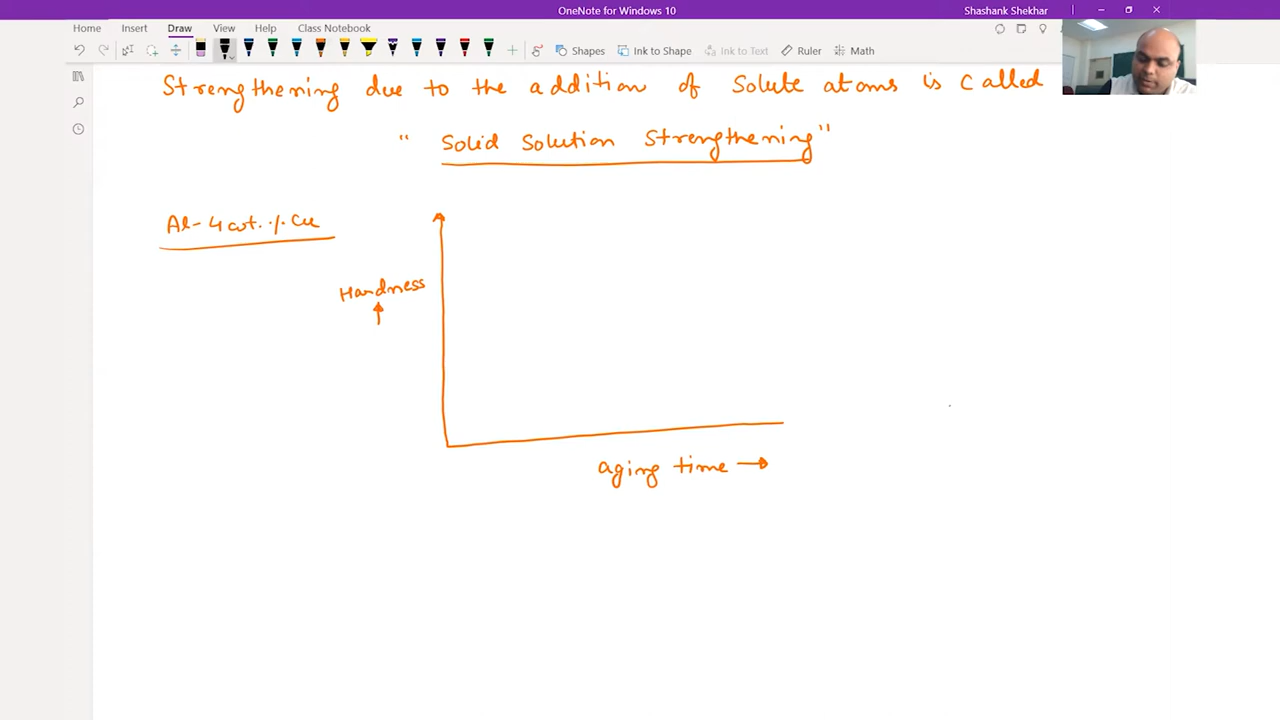 OneNote for Windows 10
Shashank Shekhar
Home Insert Draw View Help Class Notebook
Shapes Ink to Shape Ink to Text Ruler Math
Strengthening due to the addition of Solute atoms is called
" Solid Solution Strengthening "
Al-4wt.%Cu
Hardness
aging time